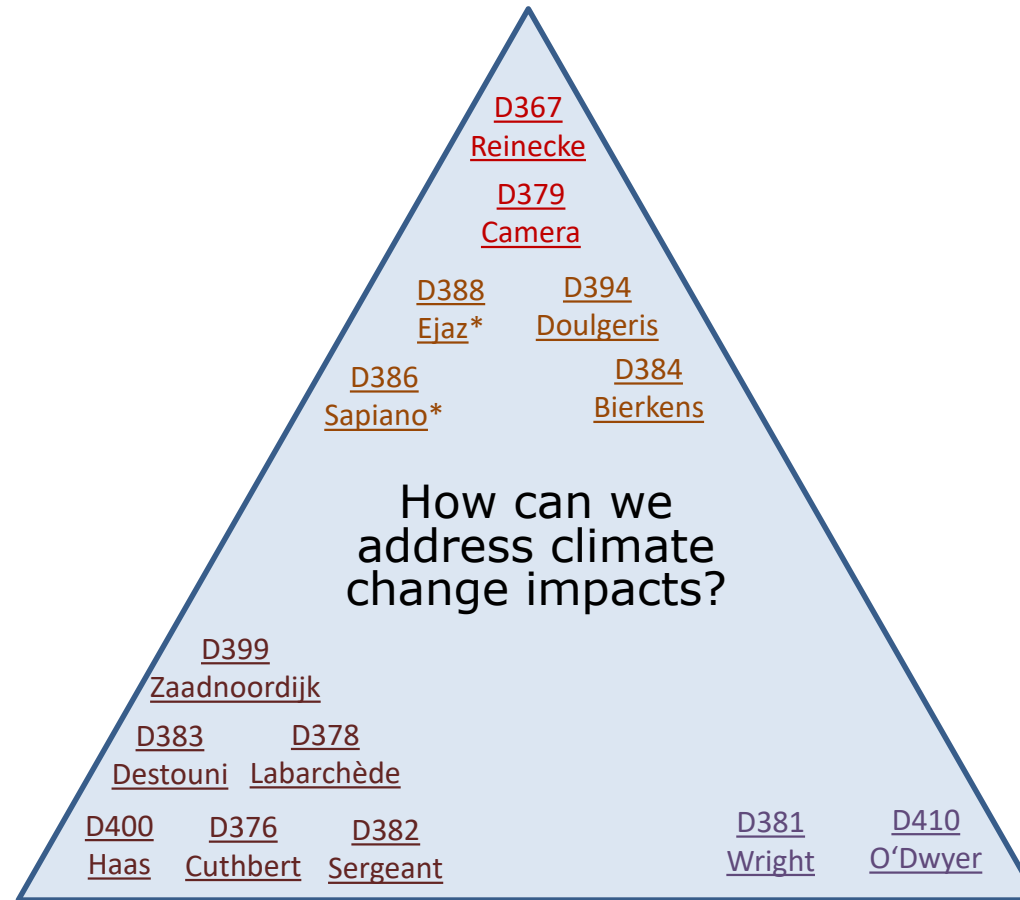 D367
Reinecke
D379
Camera
D388
Ejaz*
D394
Doulgeris
D386
Sapiano*
D384
Bierkens
How can we
address climate
change impacts?
D399
Zaadnoordijk
D383
Destouni
D378
Labarchède
D400
Haas
D376
Cuthbert
D382
Sergeant
D381
Wright
D410
O‘Dwyer